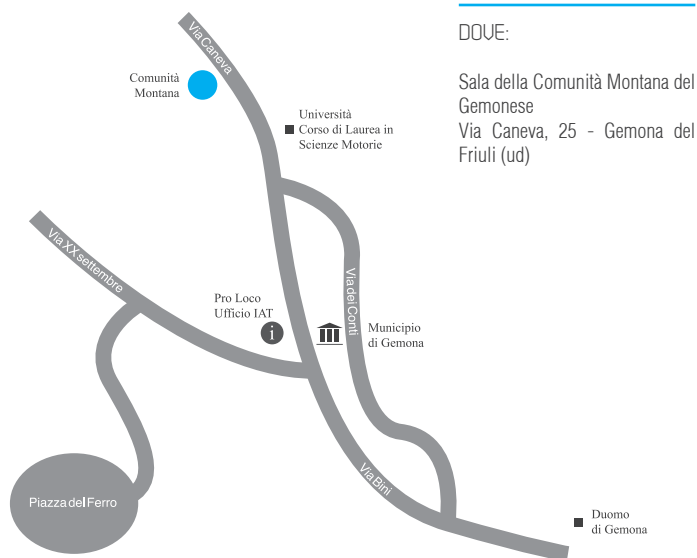 Via Caneva
Comunità
Montana
Università
Corso di Laurea in
Scienze Motorie
Via XX settembre
Pro Loco
Ufficio IAT
i
Via dei Conti
Municipio
di Gemona
Via Bini
Piazza del Ferro
Duomo
di Gemona
DOVE:
Sala della Comunità Montana del
Gemonese
Via Caneva, 25 - Gemona del
Friuli (ud)